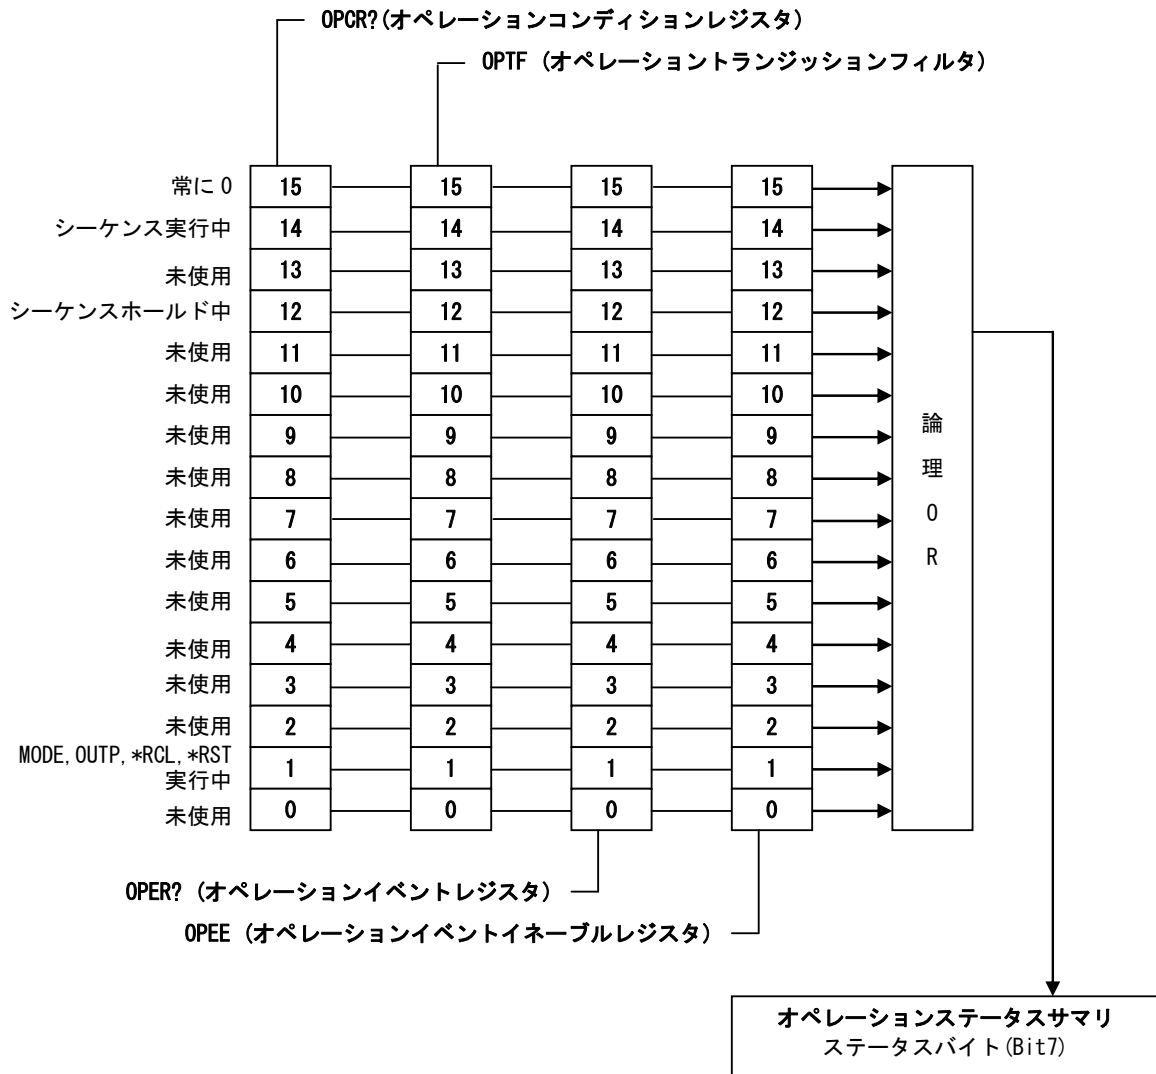 OPCR?(オペレーションコンディションレジスタ)
OPTF (オペレーショントランジッションフィルタ)
常に0 15 15 15 15
シーケンス実行中 14 14 14 14
未使用 13 13 13 13
シーケンスホールド中 12 12 12 12
未使用 11 11 11 11
未使用 10 10 10 10
未使用 9 9 9 9
未使用 8 8 8 8
未使用 7 7 7 7
未使用 6 6 6 6
未使用 5 5 5 5
未使用 4 4 4 4
未使用 3 3 3 3
未使用 2 2 2 2
MODE,OUTP,*RCL,*RST
実行中 1 1 1 1
未使用 0 0 0 0
論
理
O
R
OPER? (オペレーションイベントレジスタ)
OPEE (オペレーションイベントイネーブルレジスタ)
オペレーションステータスサマリ
ステータスバイト(Bit7)